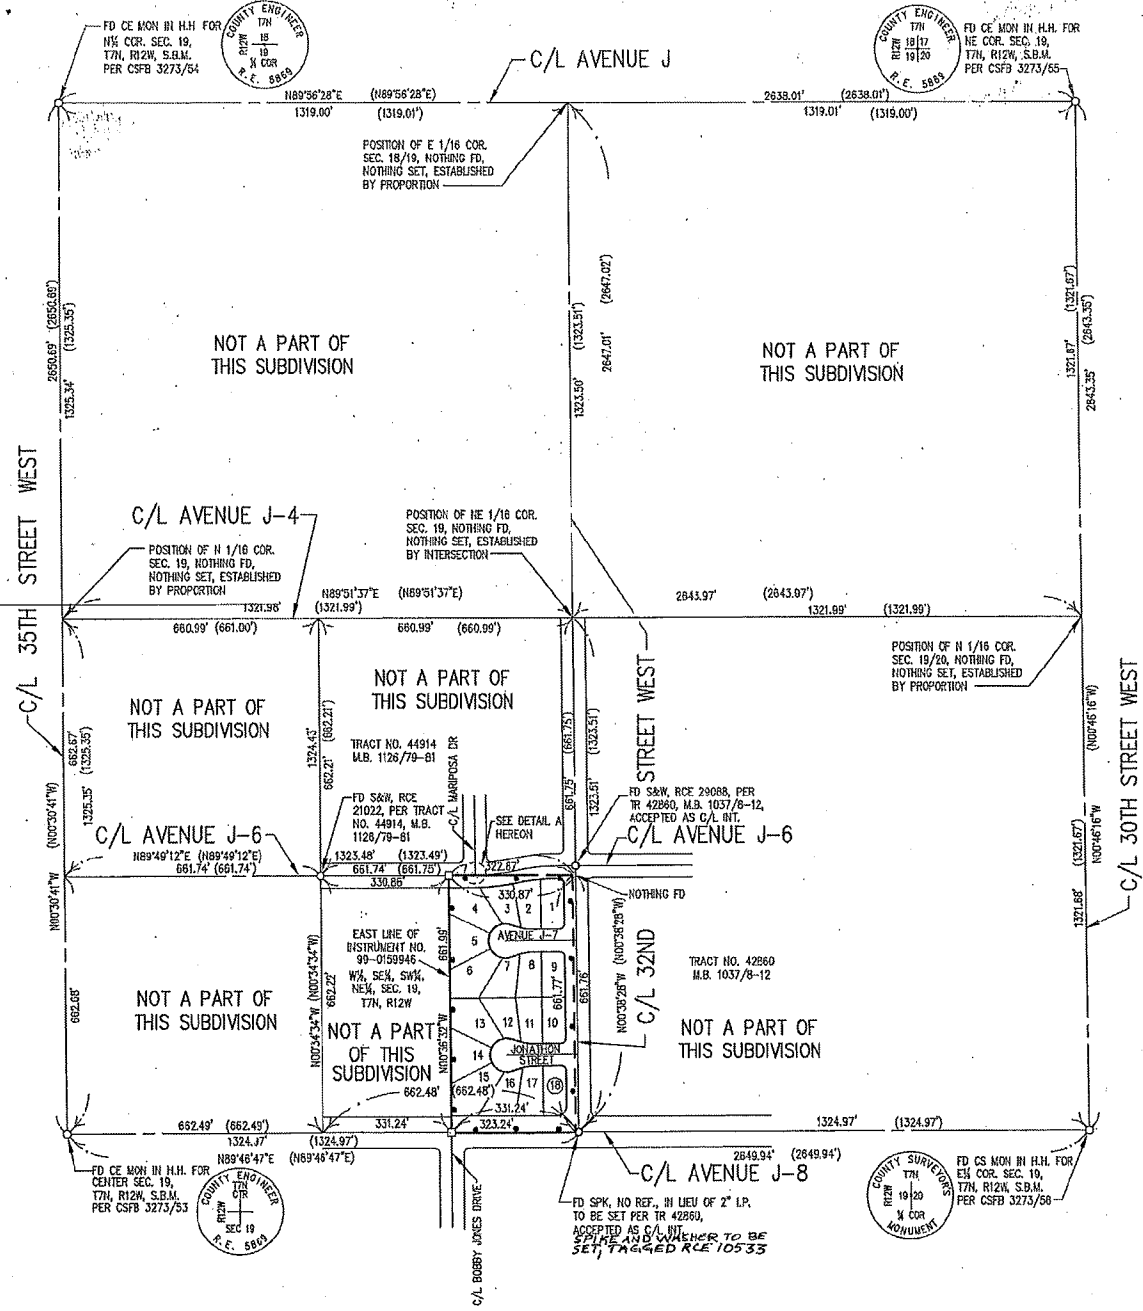 FD CE MON IN H.H FOR
N¼ COR. SEC. 19,
T7N, R12W, S.B.M.
PER CSFB 3273/54
COUNTY ENGINEER
T7N
R12W
18
19
¼ COR
R.E. 5869
C/L AVENUE J
COUNTY ENGINEER
T7N
R12W
18 17
19 20
R.E. 5869
FD CE MON IN H.H. FOR
NE COR. SEC. 19,
T7N, R12W, S.B.M.
PER CSFB 3273/55
N89°56'28"E (N89°56'28"E)
1319.00' (1319.01')
2638.01' (2638.01')
1319.01' (1319.00')
POSITION OF E 1/16 COR.
SEC. 18/19, NOTHING FD,
NOTHING SET, ESTABLISHED
BY PROPORTION
2650.69' (2650.69')
1325.34' (1325.35')
NOT A PART OF
THIS SUBDIVISION
1323.50' (1323.51')
2647.01' (2647.02')
NOT A PART OF
THIS SUBDIVISION
1321.67' (1321.67')
2643.35' (2643.35')
C/L 35TH STREET WEST
C/L AVENUE J-4
POSITION OF N 1/16 COR.
SEC. 19, NOTHING FD,
NOTHING SET, ESTABLISHED
BY PROPORTION
POSITION OF NE 1/16 COR.
SEC. 19, NOTHING FD,
NOTHING SET, ESTABLISHED
BY INTERSECTION
N89°51'37"E (N89°51'37"E)
1321.98' (1321.99')
660.99' (661.00')
660.99' (660.99')
2643.97' (2643.97')
1321.99' (1321.99')
POSITION OF N 1/16 COR.
SEC. 19/20, NOTHING FD,
NOTHING SET, ESTABLISHED
BY PROPORTION
NOT A PART OF
THIS SUBDIVISION
NOT A PART OF
THIS SUBDIVISION
662.67'
1325.35' (1325.35')
N00°30'41"W (N00°30'41"W)
1324.43'
662.21' (662.21')
TRACT NO. 44914
M.B. 1126/79-81
C/L MARIPOSA DR
661.75' (661.75')
1323.51' (1323.51')
STREET WEST
FD S&W, RCE
21022, PER TRACT
NO. 44914, M.B.
1126/79-81
SEE DETAIL A
HEREON
FD S&W, RCE 29088, PER
TR 42860, M.B. 1037/8-12,
ACCEPTED AS C/L INT.
C/L AVENUE J-6
C/L AVENUE J-6
N89°49'12"E (N89°49'12"E)
661.74' (661.74')
1323.48' (1323.49')
661.74' (661.75')
330.86'
322.87'
330.87'
NOTHING FD
C/L 30TH STREET WEST
N00°46'16"W (N00°46'16"W)
1321.68' (1321.67')
4 3 2 1
5
AVENUE J-7
6 7 8 9
EAST LINE OF
INSTRUMENT NO.
99-0159946
W½, SE¼, SW¼,
NE¼, SEC. 19,
T7N, R12W
661.99'
N00°36'32"W
661.77'
661.76'
N00°38'28"W (N00°38'28"W)
C/L 32ND
TRACT NO. 42860
M.B. 1037/8-12
NOT A PART OF
THIS SUBDIVISION
662.68'
N00°34'34"W (N00°34'34"W)
662.22'
NOT A PART
OF THIS
SUBDIVISION
13 12 11 10
14
JONATHON
STREET
15 16 17 18
NOT A PART OF
THIS SUBDIVISION
662.48' (662.48')
331.24'
662.49' (662.49')
331.24'
323.24'
1324.97' (1324.97')
1324.97' (1324.97')
N89°46'47"E (N89°46'47"E)
2649.94' (2649.94')
FD CE MON IN H.H. FOR
CENTER SEC. 19,
T7N, R12W, S.B.M.
PER CSFB 3273/53
COUNTY ENGINEER
T7N
CTR
R12W
SEC 19
R.E. 5869
C/L BOBBY JONES DRIVE
C/L AVENUE J-8
FD SPK, NO REF., IN LIEU OF 2" I.P.
TO BE SET PER TR 42860,
ACCEPTED AS C/L INT.
SPIKE AND WASHER TO BE
SET, TAGGED RCE 10533
COUNTY SURVEYORS
T7N
R12W
19 20
¼ COR
MONUMENT
FD CS MON IN H.H. FOR
E¼ COR. SEC. 19,
T7N, R12W, S.B.M.
PER CSFB 3273/56